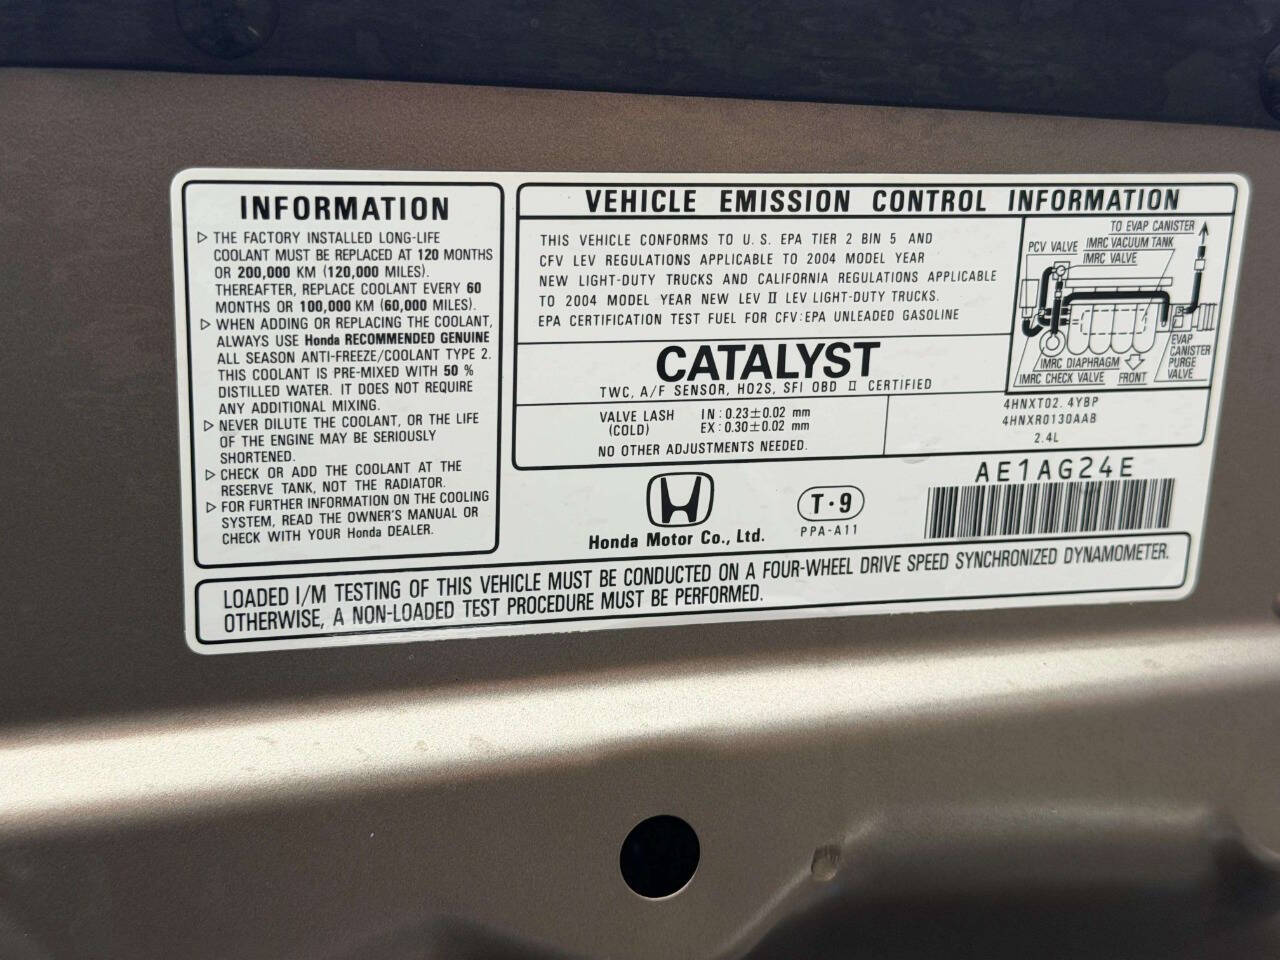 INFORMATION
▷ THE FACTORY INSTALLED LONG-LIFE
COOLANT MUST BE REPLACED AT 120 MONTHS
OR 200,000 KM (120,000 MILES).
THEREAFTER, REPLACE COOLANT EVERY 60
MONTHS OR 100,000 KM (60,000 MILES).
▷ WHEN ADDING OR REPLACING THE COOLANT,
ALWAYS USE Honda RECOMMENDED GENUINE
ALL SEASON ANTI-FREEZE/COOLANT TYPE 2.
THIS COOLANT IS PRE-MIXED WITH 50 %
DISTILLED WATER. IT DOES NOT REQUIRE
ANY ADDITIONAL MIXING.
▷ NEVER DILUTE THE COOLANT, OR THE LIFE
OF THE ENGINE MAY BE SERIOUSLY
SHORTENED.
▷ CHECK OR ADD THE COOLANT AT THE
RESERVE TANK, NOT THE RADIATOR.
▷ FOR FURTHER INFORMATION ON THE COOLING
SYSTEM, READ THE OWNER'S MANUAL OR
CHECK WITH YOUR Honda DEALER.
VEHICLE EMISSION CONTROL INFORMATION
THIS VEHICLE CONFORMS TO U.S. EPA TIER 2 BIN 5 AND
CFV LEV REGULATIONS APPLICABLE TO 2004 MODEL YEAR
NEW LIGHT-DUTY TRUCKS AND CALIFORNIA REGULATIONS APPLICABLE
TO 2004 MODEL YEAR NEW LEV II LEV LIGHT-DUTY TRUCKS.
EPA CERTIFICATION TEST FUEL FOR CFV:EPA UNLEADED GASOLINE
CATALYST
TWC, A/F SENSOR, HO2S, SFI OBD II CERTIFIED
VALVE LASH IN:0.23±0.02 mm
(COLD) EX:0.30±0.02 mm
NO OTHER ADJUSTMENTS NEEDED.
TO EVAP CANISTER
PCV VALVE
IMRC VACUUM TANK
IMRC VALVE
IMRC DIAPHRAGM
IMRC CHECK VALVE
FRONT
EVAP
CANISTER
PURGE
VALVE
4HNXT02.4YBP
4HNXR0130AAB
2.4L
Honda Motor Co., Ltd.
T·9
PPA-A11
AE1AG24E
LOADED I/M TESTING OF THIS VEHICLE MUST BE CONDUCTED ON A FOUR-WHEEL DRIVE SPEED SYNCHRONIZED DYNAMOMETER.
OTHERWISE, A NON-LOADED TEST PROCEDURE MUST BE PERFORMED.